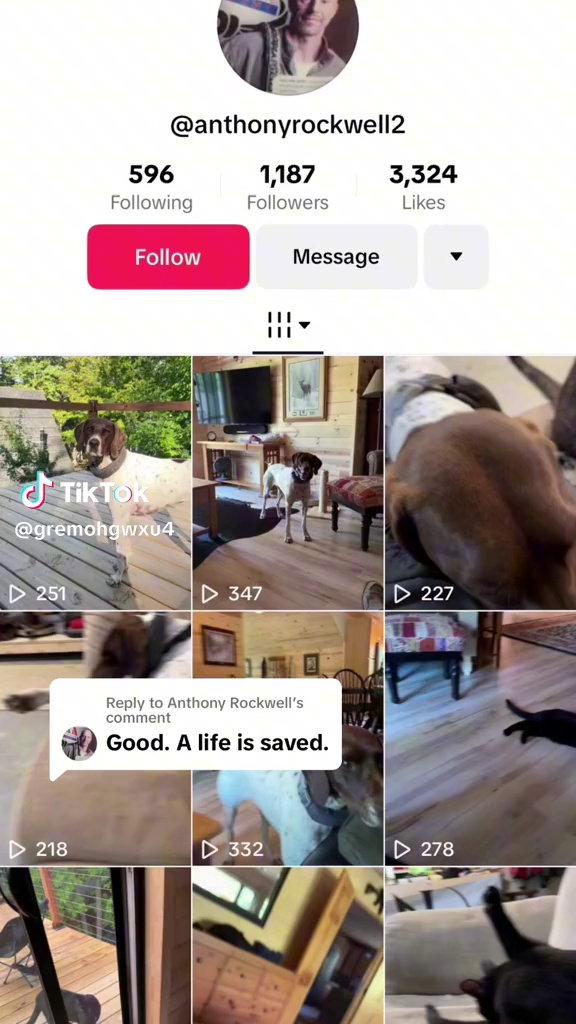 @anthonyrockwell2
596
1,187
3,324
Following
Followers
Likes
Follow
Message
TikTok
@gremohgwxu4
251
347
227
Reply to Anthony Rockwell's
comment
Good. A life is saved.
218
332
278